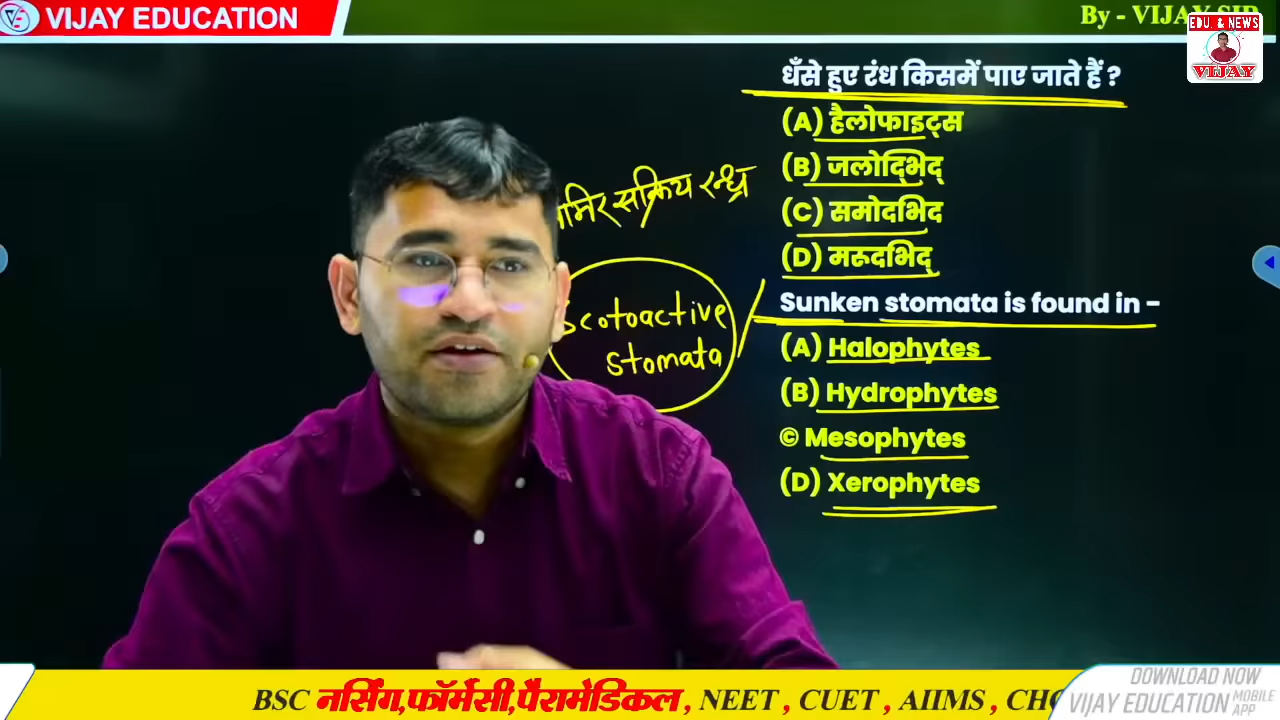 VIJAY EDUCATION
By - VIJAY SIR
EDU. & NEWS
VIJAY
धँसे हुए रंध्र किसमें पाए जाते हैं ?
(A) हैलोफाइट्स
(B) जलोद्भिद्
(C) समोदभिद
(D) मरूदभिद्
सक्रिय रन्ध्र
Scotoactive
stomata
Sunken stomata is found in -
(A) Halophytes
(B) Hydrophytes
© Mesophytes
(D) Xerophytes
BSC नर्सिंग,फॉर्मेसी,पैरामेडिकल , NEET , CUET , AIIMS ,
DOWNLOAD NOW
VIJAY EDUCATION MOBILE APP